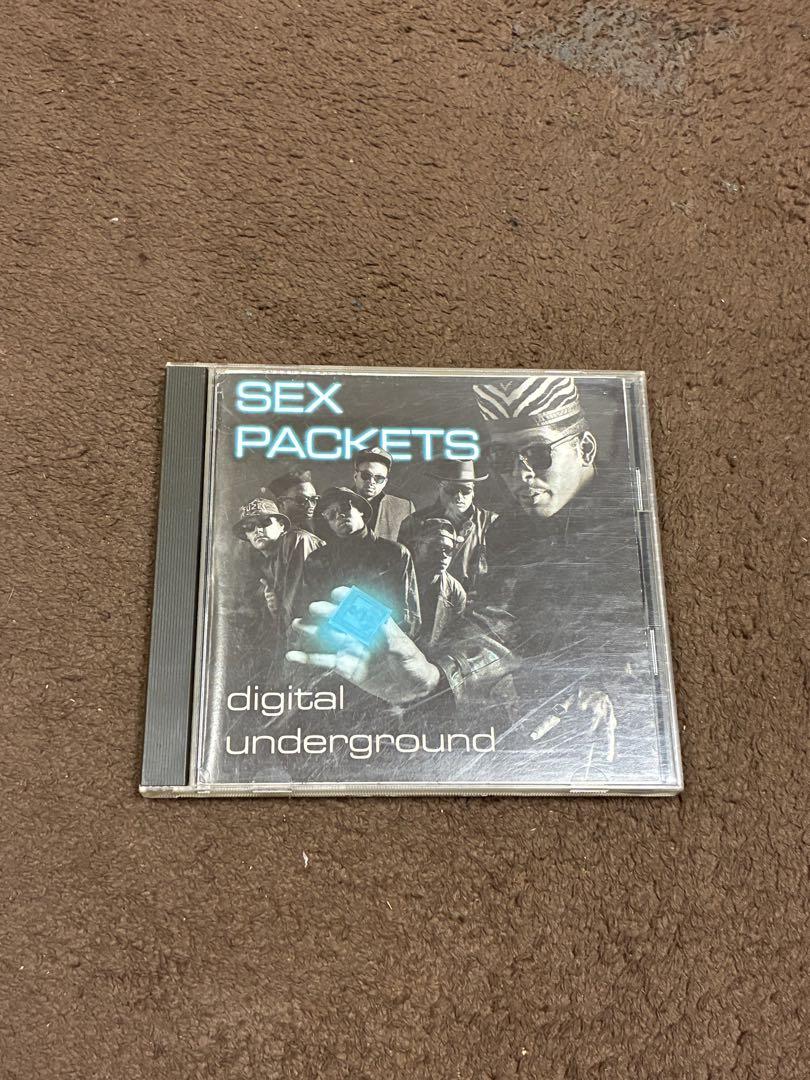 SEX
PACKETS
digital
underground